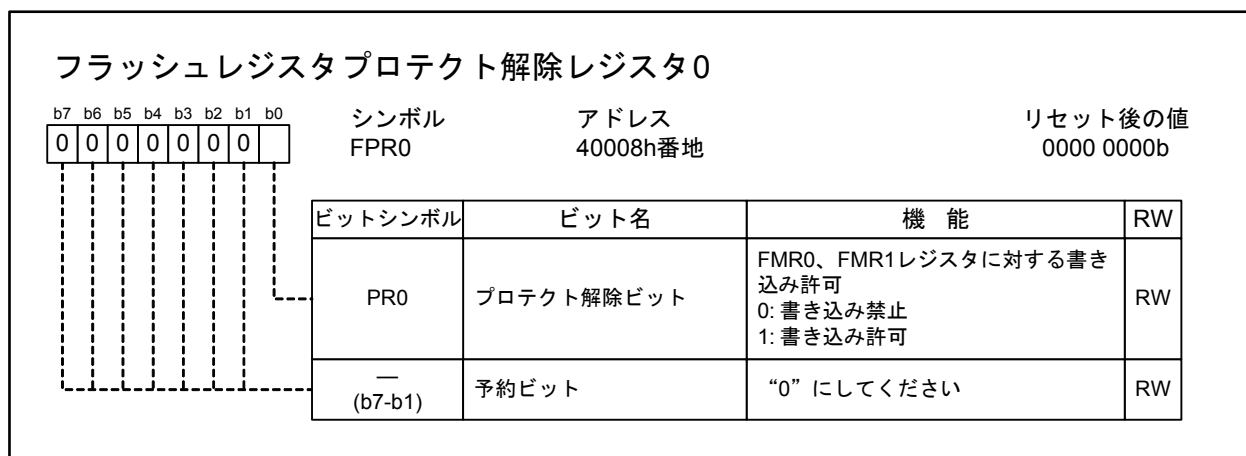 フラッシュレジスタプロテクト解除レジスタ0
b7 b6 b5 b4 b3 b2 b1 b0
0 0 0 0 0 0 0
シンボル アドレス リセット後の値
FPR0 40008h番地 0000 0000b
ビットシンボル ビット名 機 能 RW
PR0 プロテクト解除ビット FMR0、FMR1レジスタに対する書き
込み許可
0: 書き込み禁止
1: 書き込み許可 RW
—
(b7-b1) 予約ビット “0”にしてください RW